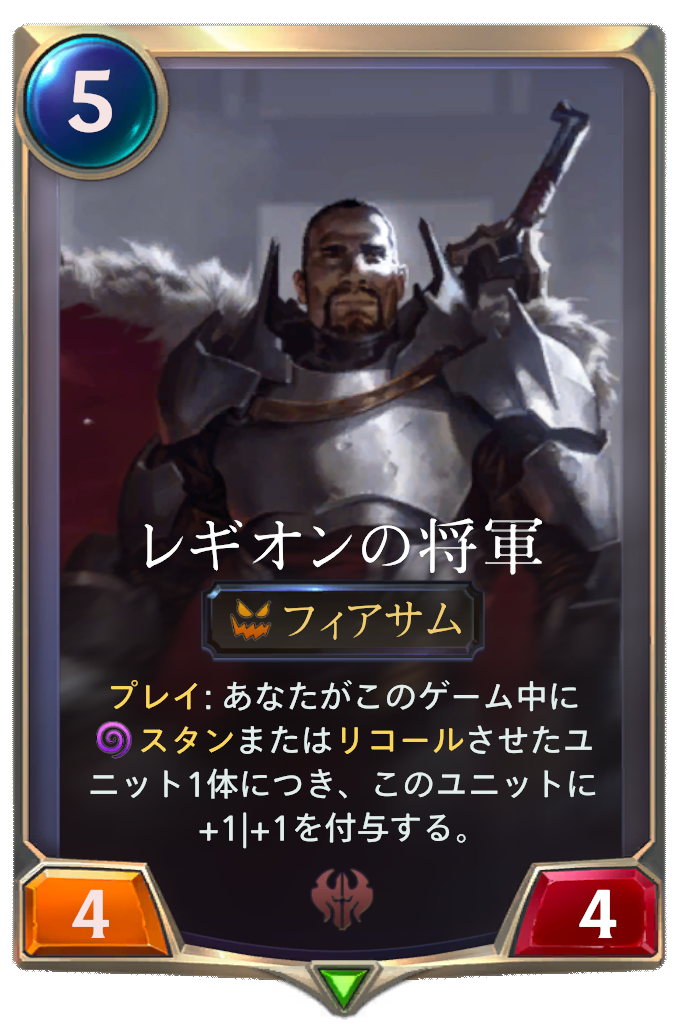 5
レギオンの将軍
フィアサム
プレイ: あなたがこのゲーム中に
スタンまたはリコールさせたユ
ニット1体につき、このユニットに
+1|+1を付与する。
4
4